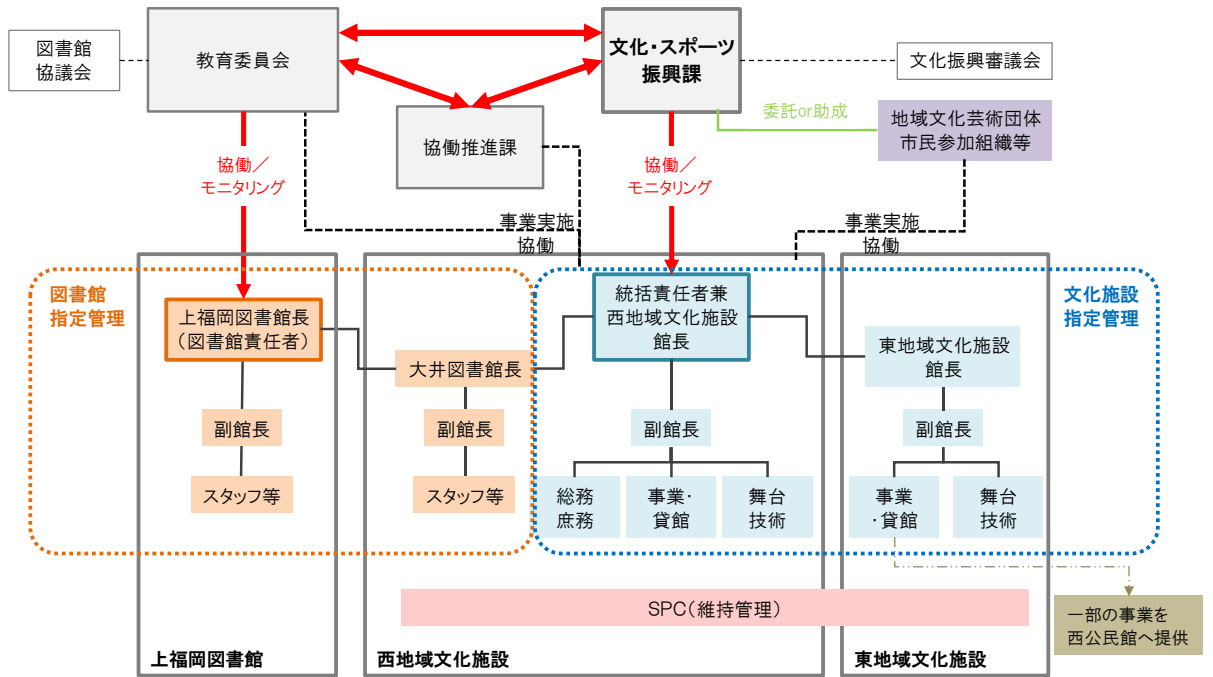 図書館
協議会
教育委員会
文化・スポーツ
振興課
文化振興審議会
協働推進課
委託or助成
地域文化芸術団体
市民参加組織等
協働／
モニタリング
協働／
モニタリング
事業実施
協働
事業実施
協働
図書館
指定管理
文化施設
指定管理
上福岡図書館長
（図書館責任者）
大井図書館長
統括責任者兼
西地域文化施設
館長
東地域文化施設
館長
副館長
副館長
副館長
副館長
スタッフ等
スタッフ等
総務
庶務
事業・
貸館
舞台
技術
事業
・貸館
舞台
技術
SPC（維持管理）
一部の事業を
西公民館へ提供
上福岡図書館
西地域文化施設
東地域文化施設